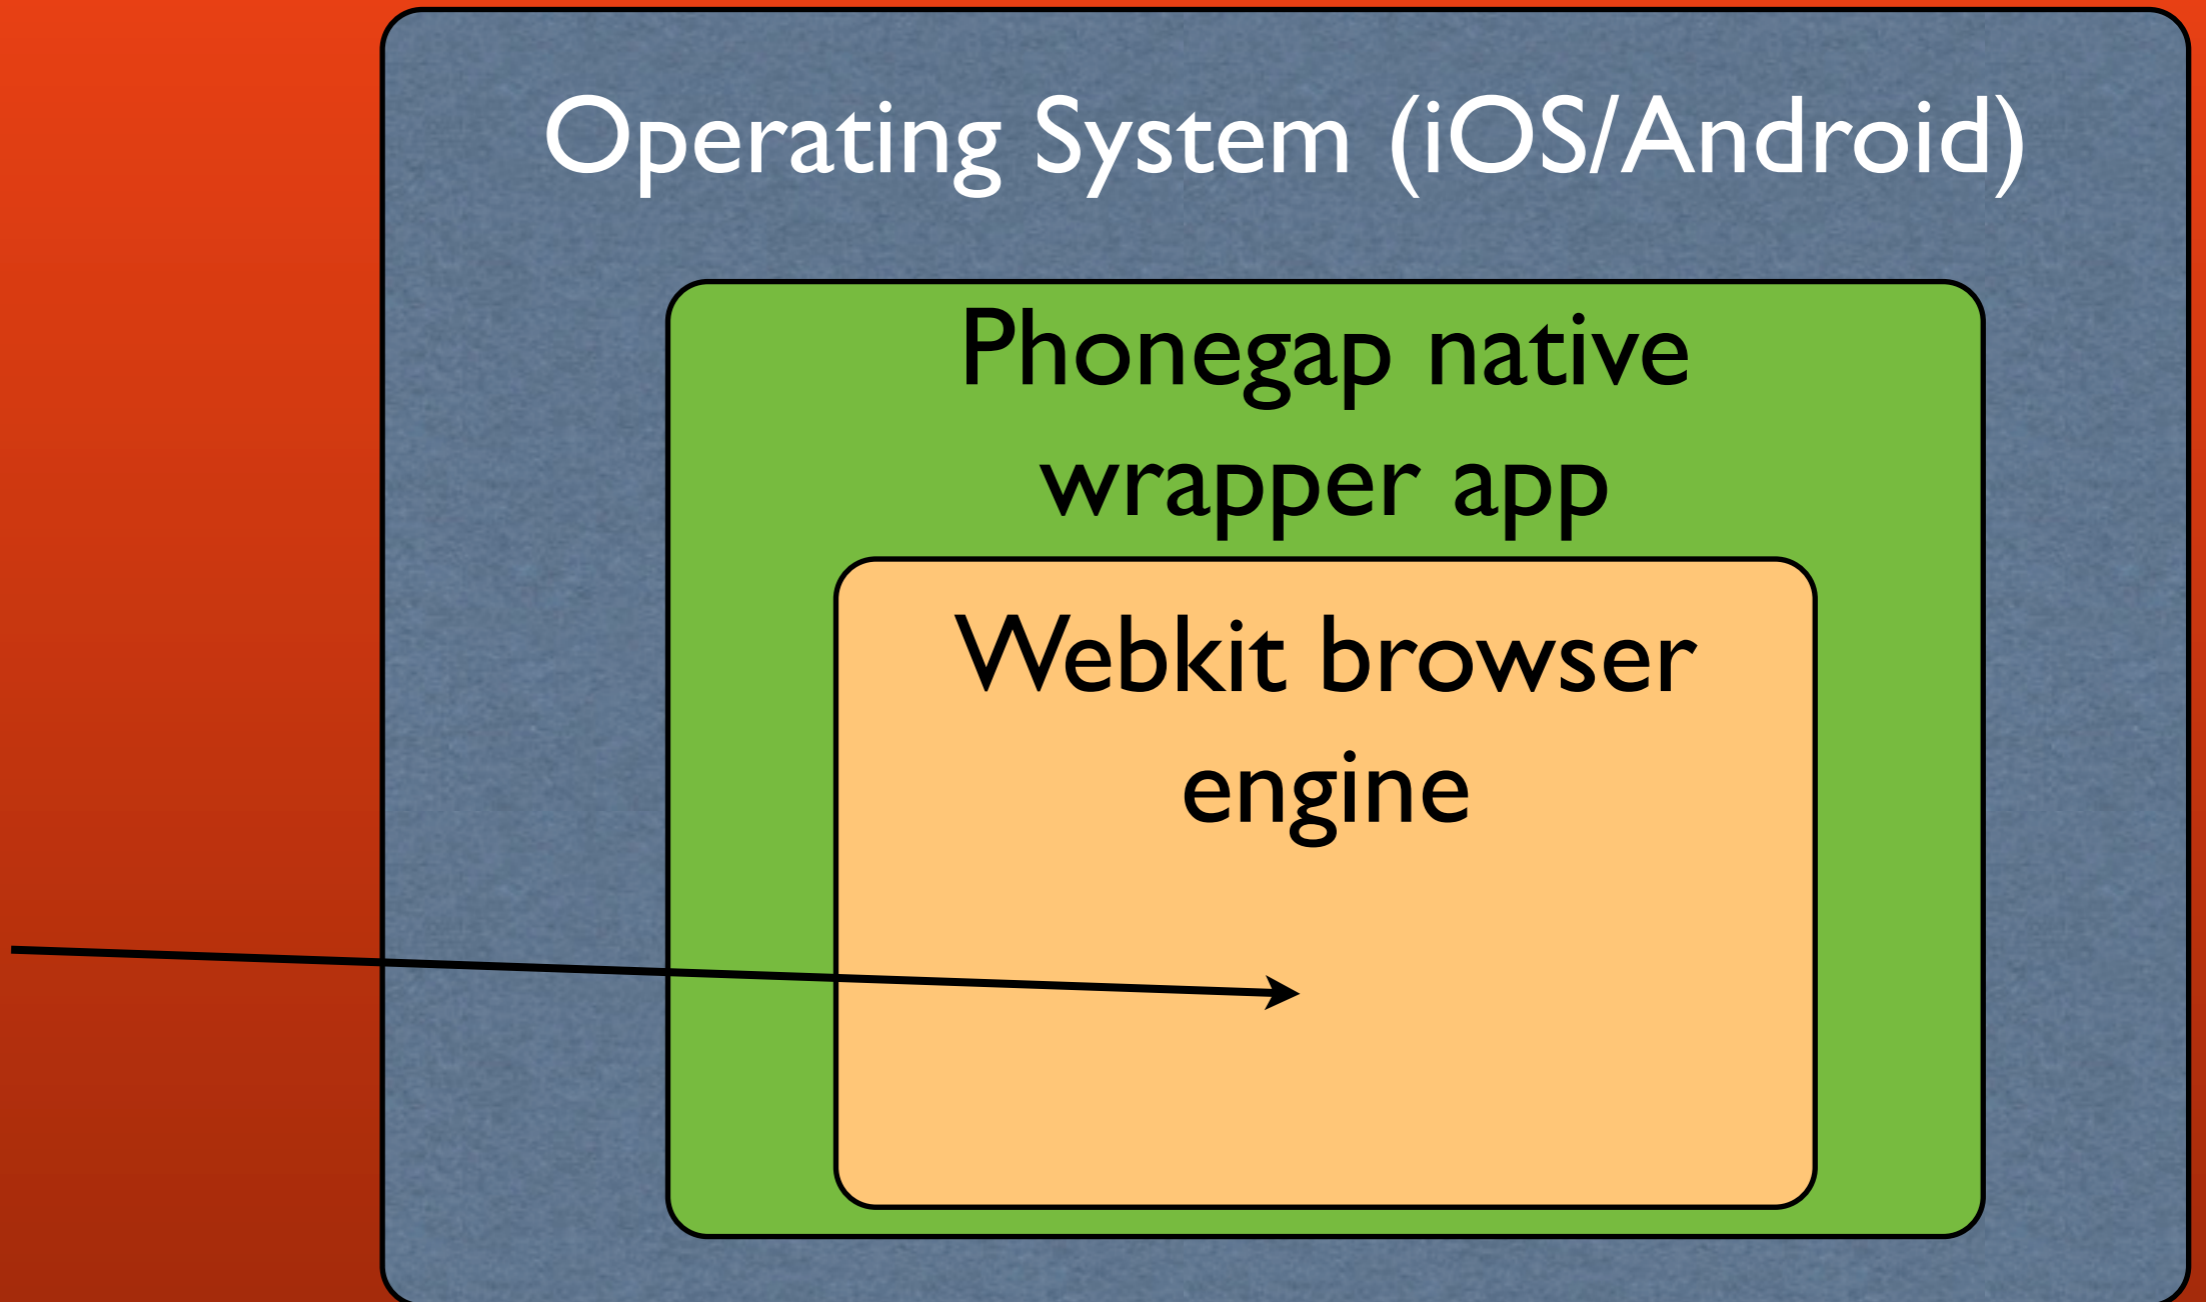 Operating System (iOS/Android)
Phonegap native
wrapper app
Webkit browser
engine